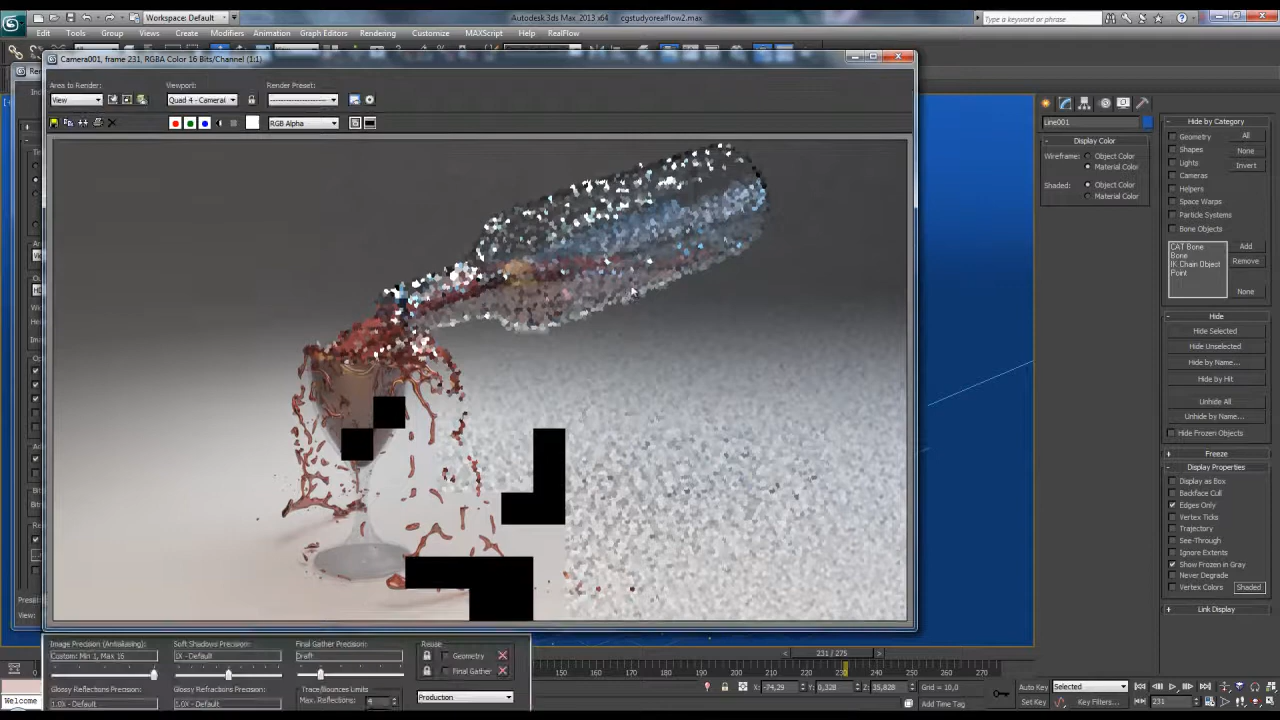 Workspace: Default
Autodesk 3ds Max 2013 x64 cgstudyorealflow2.max
Type a keyword or phrase
Edit Tools Group Views Create Modifiers Animation Graph Editors Rendering Customize MAXScript Help RealFlow
Camera001, frame 231, RGBA Color 16 Bits/Channel (1:1)
Area to Render: Viewport: Render Preset:
View Quad 4 - Camera
RGB Alpha
Line001
Display Color
Wireframe: Object Color
Material Color
Shaded: Object Color
Material Color
Hide by Category
Geometry All
Shapes None
Lights Invert
Cameras
Helpers
Space Warps
Particle Systems
Bone Objects
CAT Bone Add
Bone
IK Chain Object Remove
Point
None
Hide
Hide Selected
Hide Unselected
Hide by Name...
Hide by Hit
Unhide All
Unhide by Name...
Hide Frozen Objects
Freeze
Display Properties
Display as Box
Backface Cull
Edges Only
Vertex Ticks
Trajectory
See-Through
Ignore Extents
Show Frozen in Gray
Never Degrade
Vertex Colors Shaded
Link Display
Image Precision (Antialiasing): Soft Shadows Precision: Final Gather Precision: Reuse
Custom: Min 1, Max 16 1X - Default Draft Geometry
Final Gather
Glossy Reflections Precision: Glossy Refractions Precision: Trace/Bounces Limits
1.0X - Default 1.0X - Default Max. Reflections: 4
Production
231 / 275
150 160 170 180 190 200 210 220 230 240 250 260 270
X: -74,29 Y: 0,328 Z: 35,828 Grid = 10,0
Add Time Tag
Auto Key Selected
Set Key Key Filters... 231
Welcome